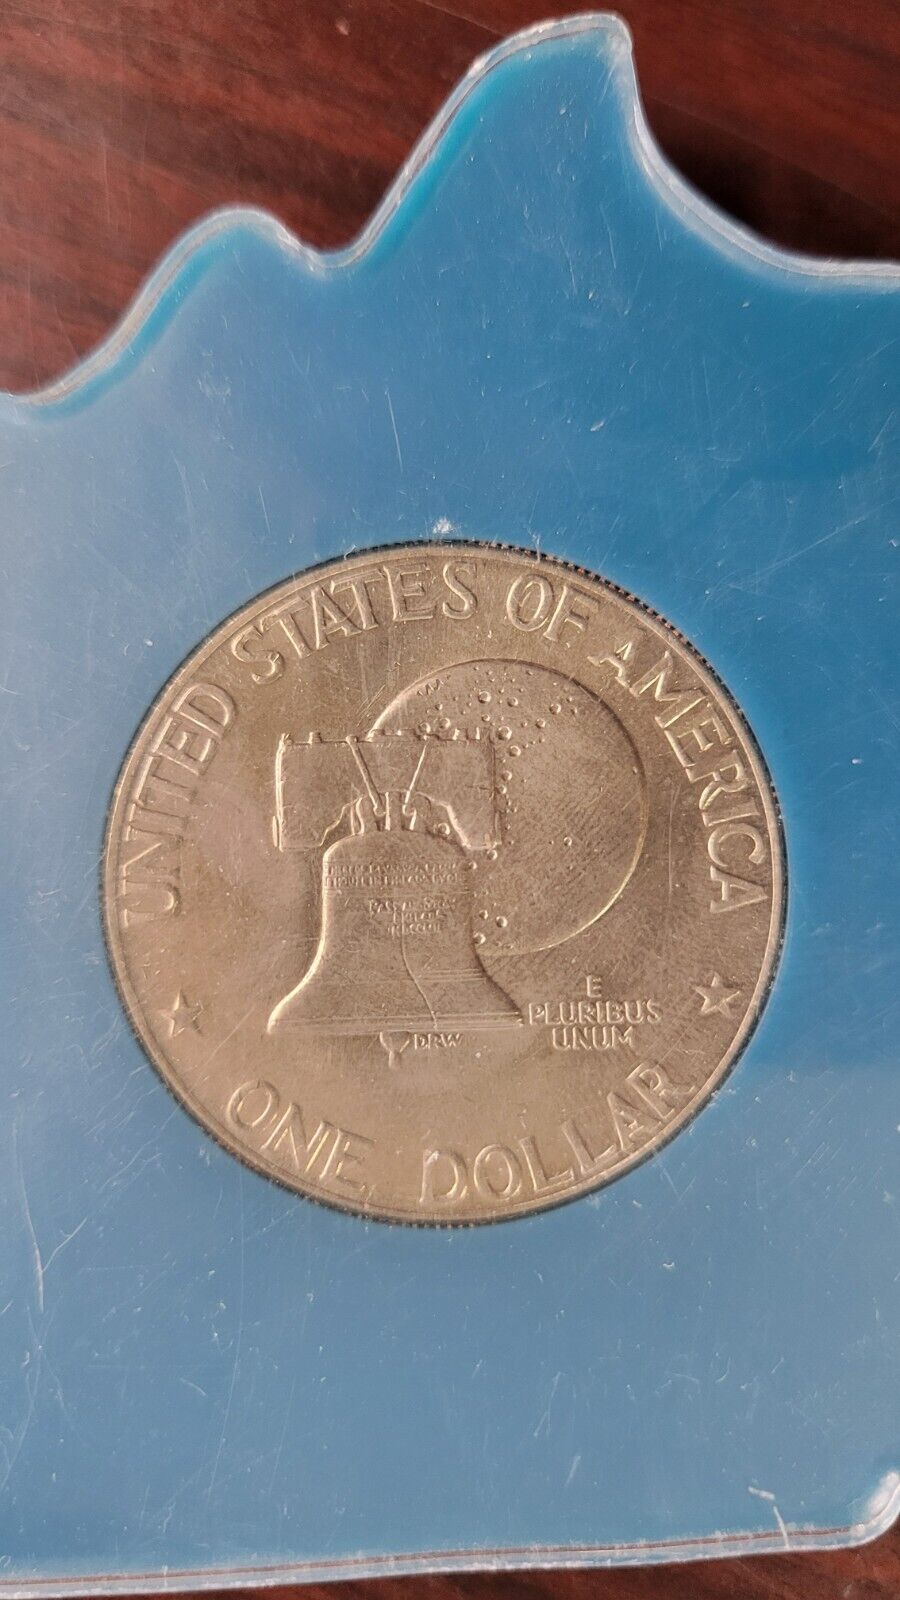 UNITED STATES OF AMERICA
E
PLURIBUS
UNUM
DRW
ONE DOLLAR